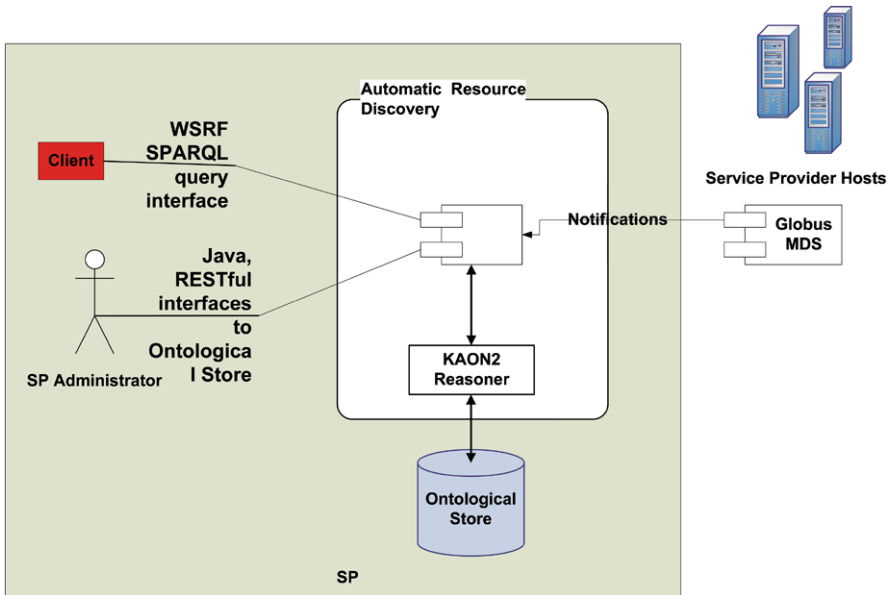 Automatic Resource
Discovery
WSRF
SPARQL
query
interface
Client
Service Provider Hosts
Notifications
Globus
MDS
Java,
RESTful
interfaces
to
Ontologica
l Store
SP Administrator
KAON2
Reasoner
Ontological
Store
SP